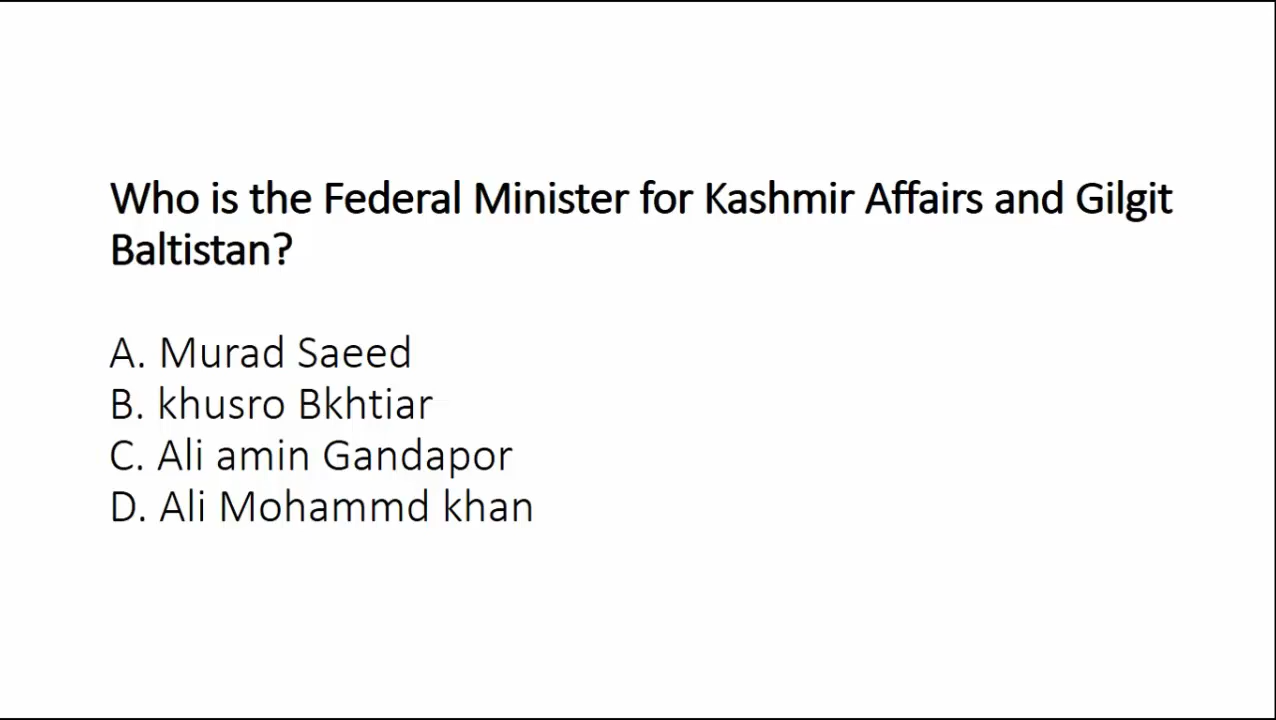 Who is the Federal Minister for Kashmir Affairs and Gilgit
Baltistan?
A. Murad Saeed
B. khusro Bkhtiar
C. Ali amin Gandapor
D. Ali Mohammd khan